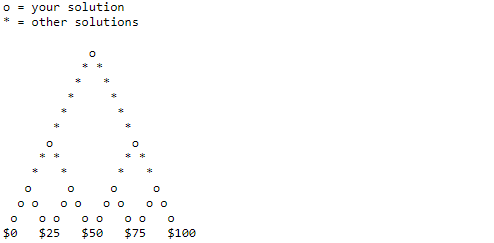 o = your solution
* = other solutions
o
* *
*   *
*     *
*       *
*         *
o           o
* *         * *
*   *       *   *
o     o     o     o
o o   o o   o o   o o
o   o o   o o   o o   o
$0   $25   $50   $75   $100